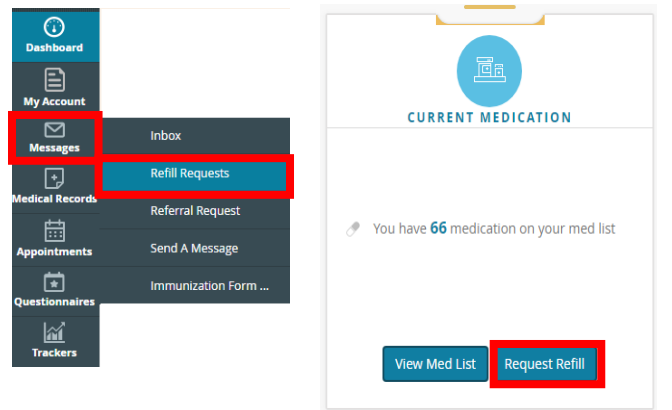 Dashboard
My Account
Messages
Medical Records
Appointments
Questionnaires
Trackers
Inbox
Refill Requests
Referral Request
Send A Message
Immunization Form ...
CURRENT MEDICATION
You have 66 medication on your med list
View Med List
Request Refill